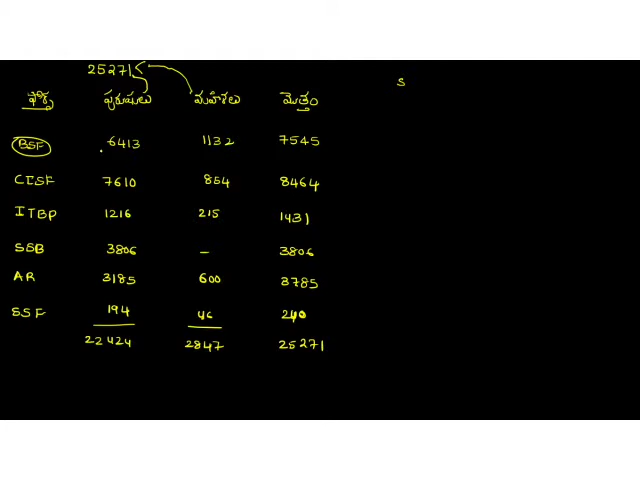 25271
ఫోర్స్ పురుషులు మహిళలు మొత్తం
BSF 6413 1132 7545
CISF 7610 854 8464
ITBP 1216 215 1431
SSB 3806 — 3806
AR 3185 600 3785
SSF 194 46 240
22424 2847 25271